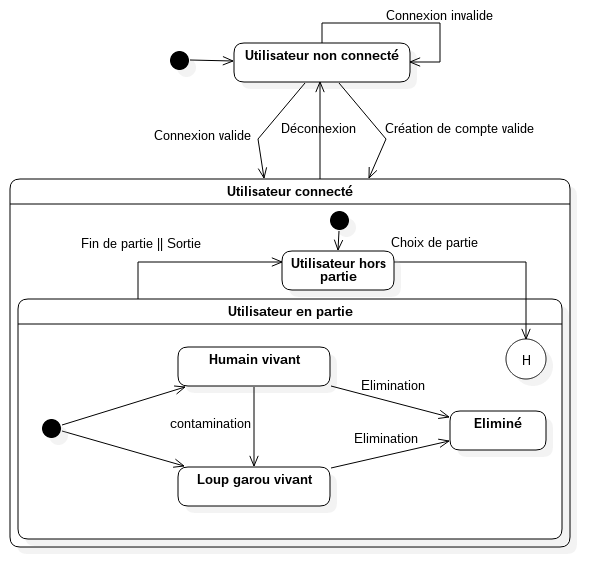 Connexion invalide
Utilisateur non connecté
Connexion valide
Déconnexion
Création de compte valide
Utilisateur connecté
Fin de partie || Sortie
Choix de partie
Utilisateur hors
partie
Utilisateur en partie
H
Humain vivant
Elimination
contamination
Eliminé
Elimination
Loup garou vivant